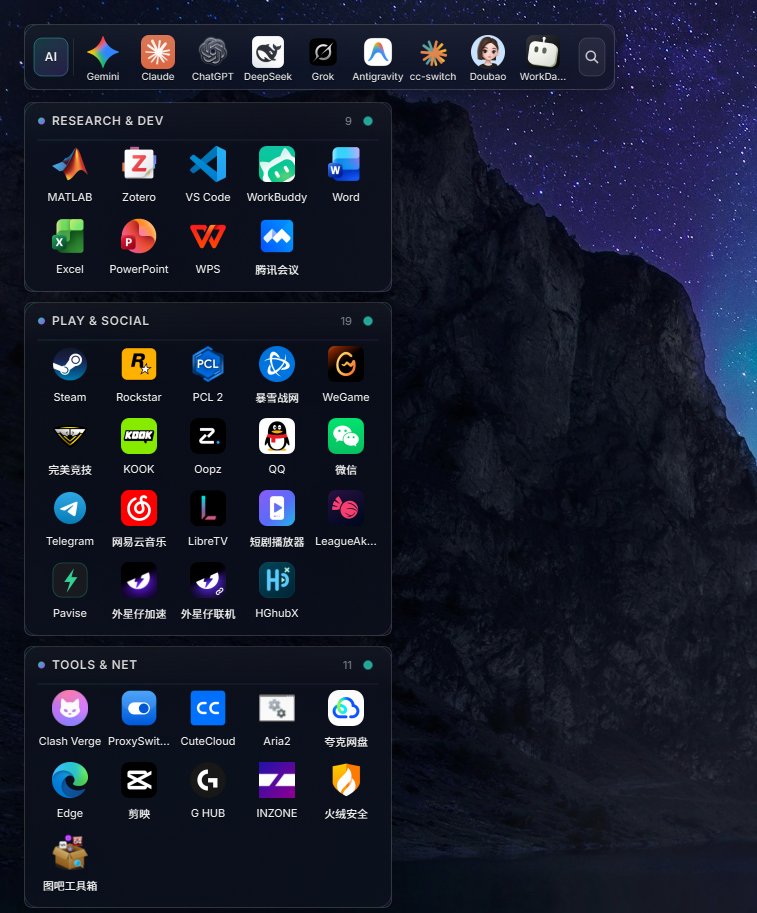 AI
Gemini Claude ChatGPT DeepSeek Grok Antigravity cc-switch Doubao WorkDa...
RESEARCH & DEV 9
MATLAB Zotero VS Code WorkBuddy Word
Excel PowerPoint WPS 腾讯会议
PLAY & SOCIAL 19
PCL
Steam Rockstar PCL 2 暴雪战网 WeGame
KOOK
完美竞技 KOOK Oopz QQ 微信
Telegram 网易云音乐 LibreTV 短剧播放器 LeagueAk...
Pavise 外星仔加速 外星仔联机 HGhubX
TOOLS & NET 11
CC
Clash Verge ProxySwit... CuteCloud Aria2 夸克网盘
Edge 剪映 G HUB INZONE 火绒安全
图吧工具箱